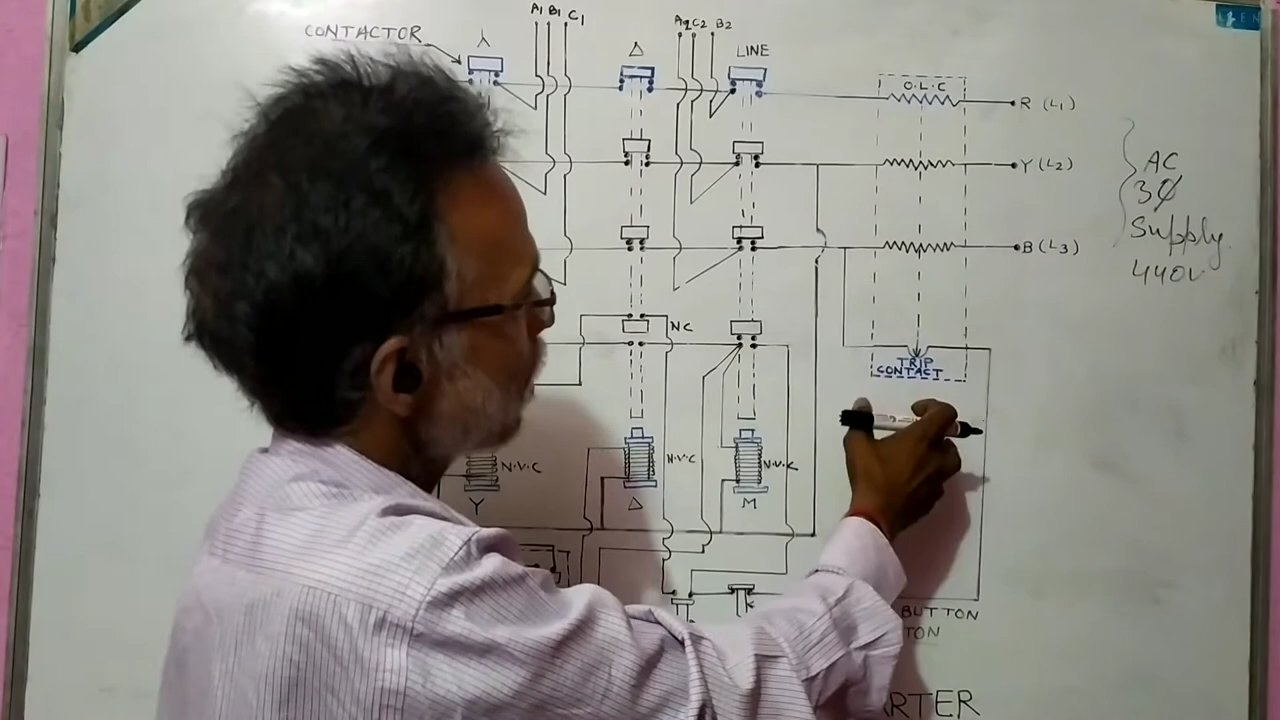 CONTACTOR
⅄
A1 B1 C1
Δ
A2 C2 B2
LINE
O.L.C
R (L1)
Y (L2)
B (L3)
AC
3Ø
Supply
440V
NC
TRIP
CONTACT
N.V.C
N.V.C
N.V.C
Y
Δ
M
BUTTON
TON
RTER